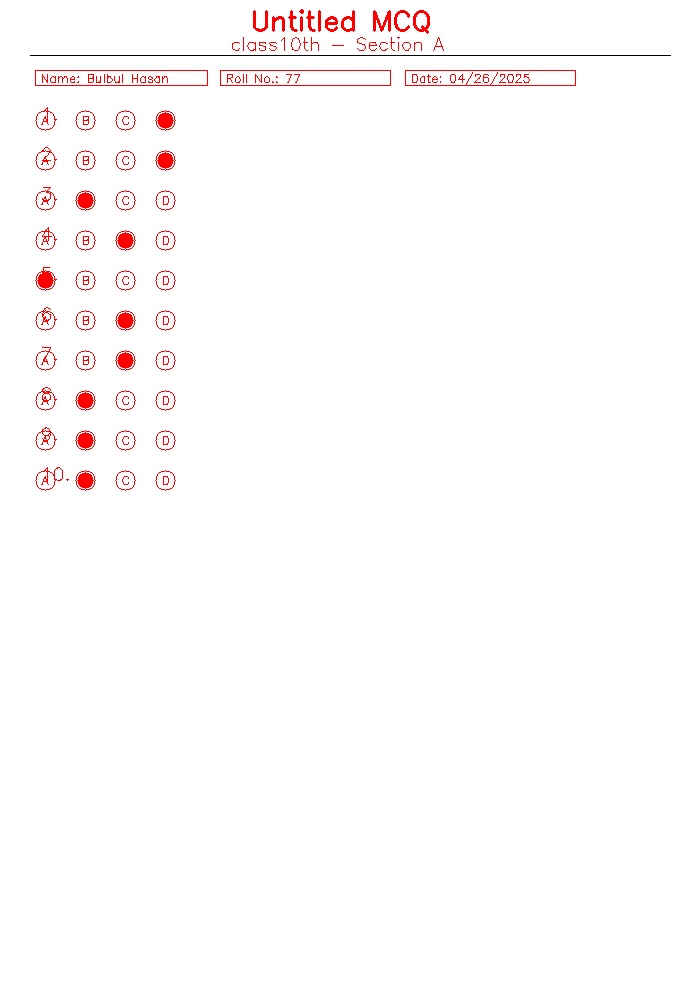 Untitled MCQ
class10th – Section A
Name: Bulbul Hasan Roll No.: 77 Date: 04/26/2025
1. A B C
2. A B C
3. A C D
4. A B D
5. B C D
6. A B D
7. A B D
8. A C D
9. A C D
10. A C D